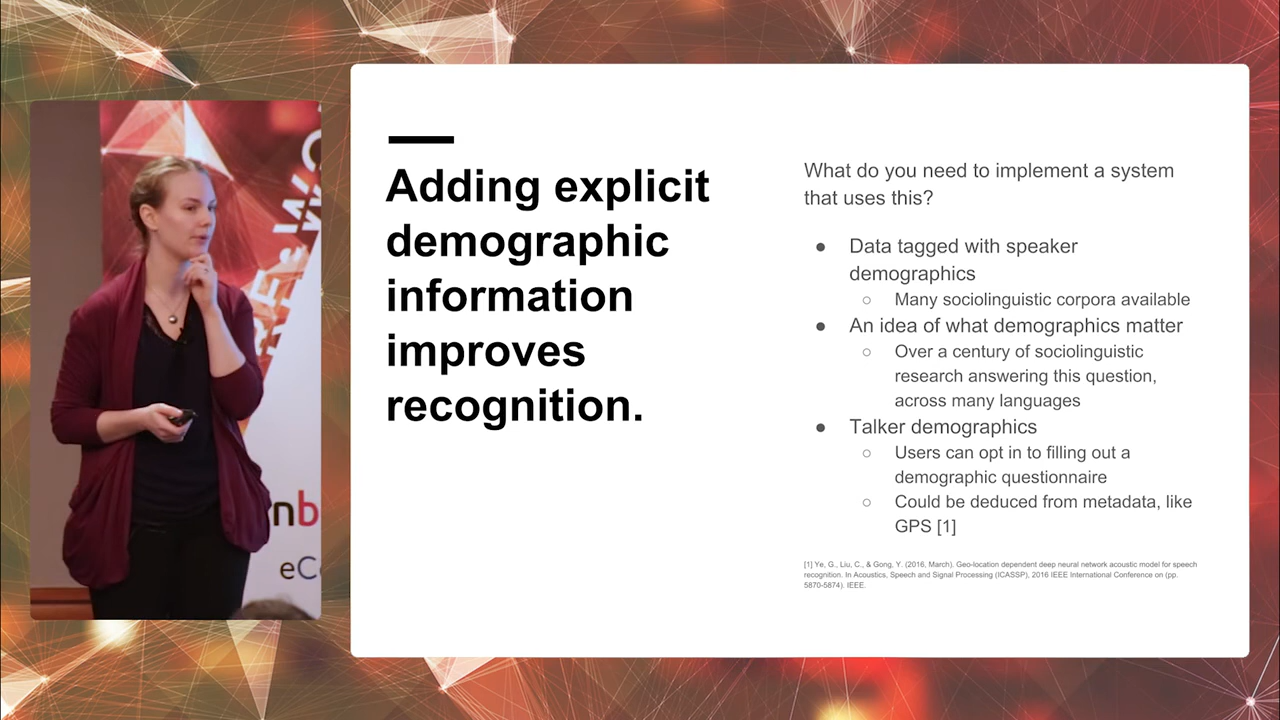 Adding explicit
demographic
information
improves
recognition.
What do you need to implement a system
that uses this?
● Data tagged with speaker
demographics
○ Many sociolinguistic corpora available
● An idea of what demographics matter
○ Over a century of sociolinguistic
research answering this question,
across many languages
● Talker demographics
○ Users can opt in to filling out a
demographic questionnaire
○ Could be deduced from metadata, like
GPS [1]
[1] Ye, G., Liu, C., & Gong, Y. (2016, March). Geo-location dependent deep neural network acoustic model for speech
recognition. In Acoustics, Speech and Signal Processing (ICASSP), 2016 IEEE International Conference on (pp.
5870-5874). IEEE.